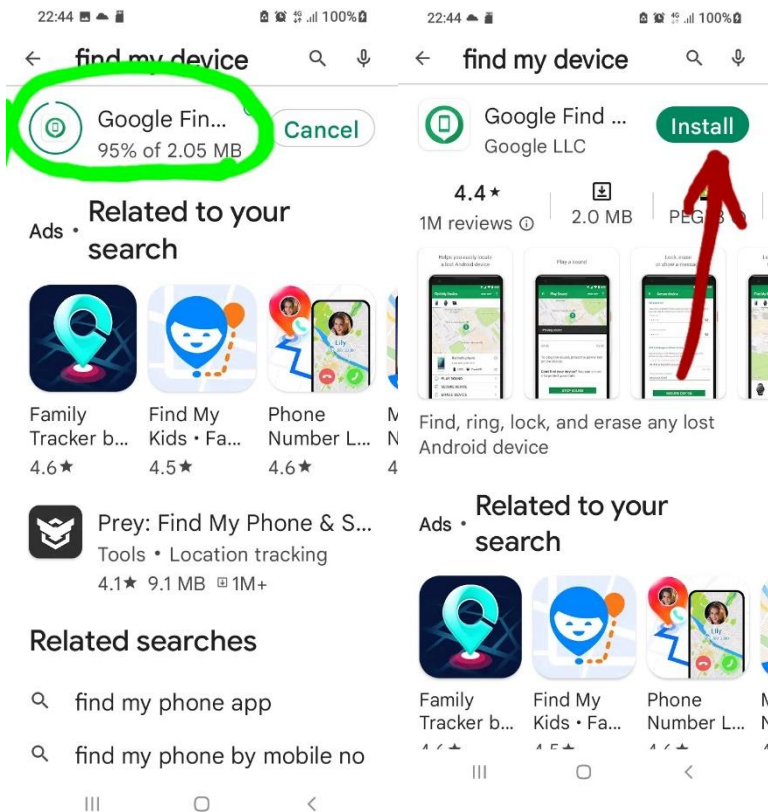 22:44
100%
find my device
Google Fin...
95% of 2.05 MB
Cancel
Ads •
Related to your
search
Lily
Family
Tracker b...
4.6★
Find My
Kids • Fa...
4.5★
Phone
Number L...
4.6★
Prey: Find My Phone & S...
Tools • Location tracking
4.1★ 9.1 MB 1M+
Related searches
find my phone app
find my phone by mobile no
22:44
100%
find my device
Google Find ...
Google LLC
Install
4.4★
1M reviews
2.0 MB
Play a sound
Find, ring, lock, and erase any lost
Android device
Ads •
Related to your
search
Lily
Family
Tracker b...
Find My
Kids • Fa...
Phone
Number L...